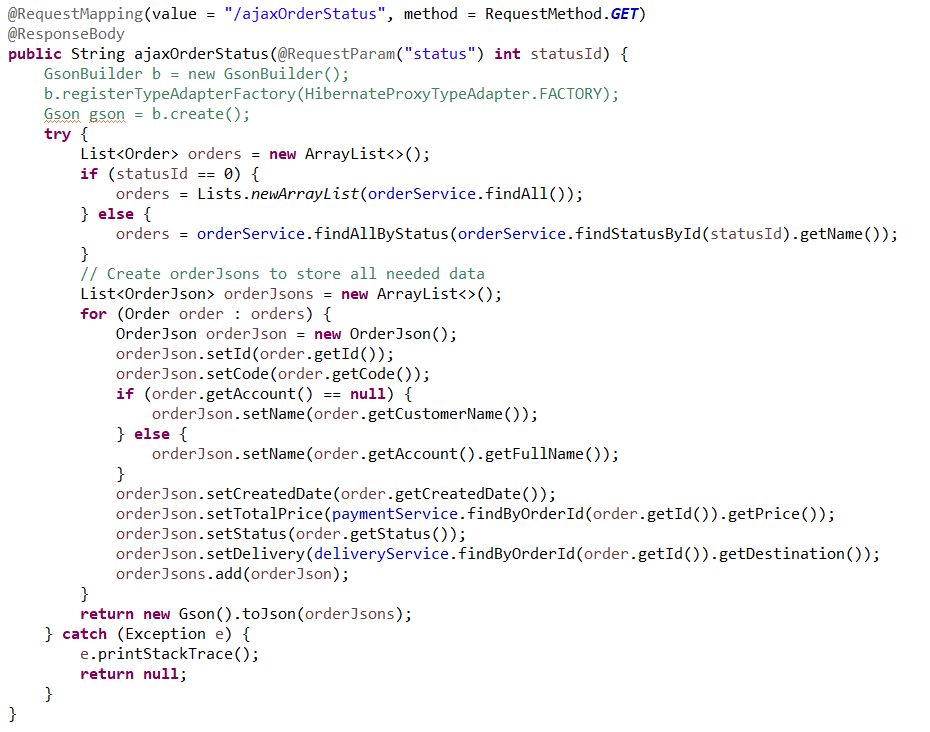 @RequestMapping(value = "/ajaxOrderStatus", method = RequestMethod.GET)
@ResponseBody
public String ajaxOrderStatus(@RequestParam("status") int statusId) {
    GsonBuilder b = new GsonBuilder();
    b.registerTypeAdapterFactory(HibernateProxyTypeAdapter.FACTORY);
    Gson gson = b.create();
    try {
        List<Order> orders = new ArrayList<>();
        if (statusId == 0) {
            orders = Lists.newArrayList(orderService.findAll());
        } else {
            orders = orderService.findAllByStatus(orderService.findStatusById(statusId).getName());
        }
        // Create orderJsons to store all needed data
        List<OrderJson> orderJsons = new ArrayList<>();
        for (Order order : orders) {
            OrderJson orderJson = new OrderJson();
            orderJson.setId(order.getId());
            orderJson.setCode(order.getCode());
            if (order.getAccount() == null) {
                orderJson.setName(order.getCustomerName());
            } else {
                orderJson.setName(order.getAccount().getFullName());
            }
            orderJson.setCreatedDate(order.getCreatedDate());
            orderJson.setTotalPrice(paymentService.findByOrderId(order.getId()).getPrice());
            orderJson.setStatus(order.getStatus());
            orderJson.setDelivery(deliveryService.findByOrderId(order.getId()).getDestination());
            orderJsons.add(orderJson);
        }
        return new Gson().toJson(orderJsons);
    } catch (Exception e) {
        e.printStackTrace();
        return null;
    }
}